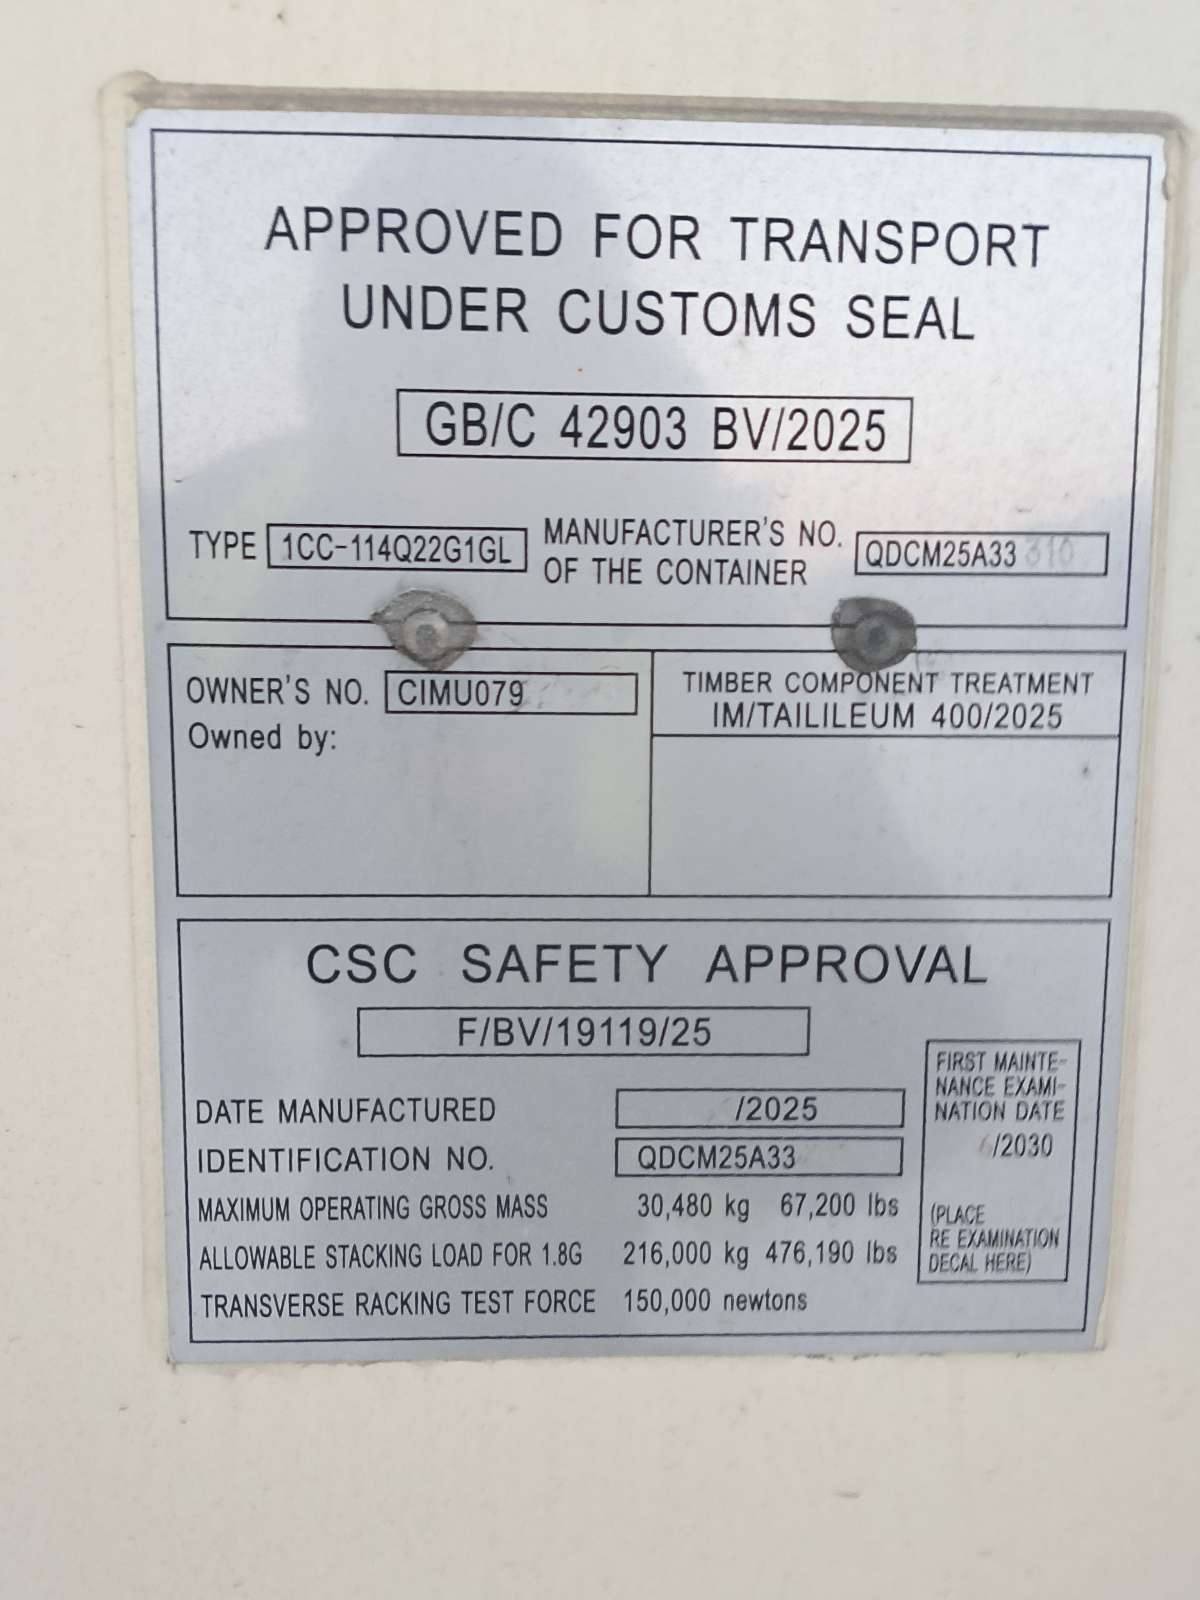 APPROVED FOR TRANSPORT
UNDER CUSTOMS SEAL
GB/C 42903 BV/2025
TYPE 1CC-114Q22G1GL
MANUFACTURER'S NO.
OF THE CONTAINER
QDCM25A33 310
OWNER'S NO. CIMU079
Owned by:
TIMBER COMPONENT TREATMENT
IM/TAILILEUM 400/2025
CSC SAFETY APPROVAL
F/BV/19119/25
DATE MANUFACTURED /2025
IDENTIFICATION NO. QDCM25A33
MAXIMUM OPERATING GROSS MASS 30,480 kg 67,200 lbs
ALLOWABLE STACKING LOAD FOR 1.8G 216,000 kg 476,190 lbs
TRANSVERSE RACKING TEST FORCE 150,000 newtons
FIRST MAINTE-
NANCE EXAMI-
NATION DATE
6/2030
(PLACE
RE EXAMINATION
DECAL HERE)